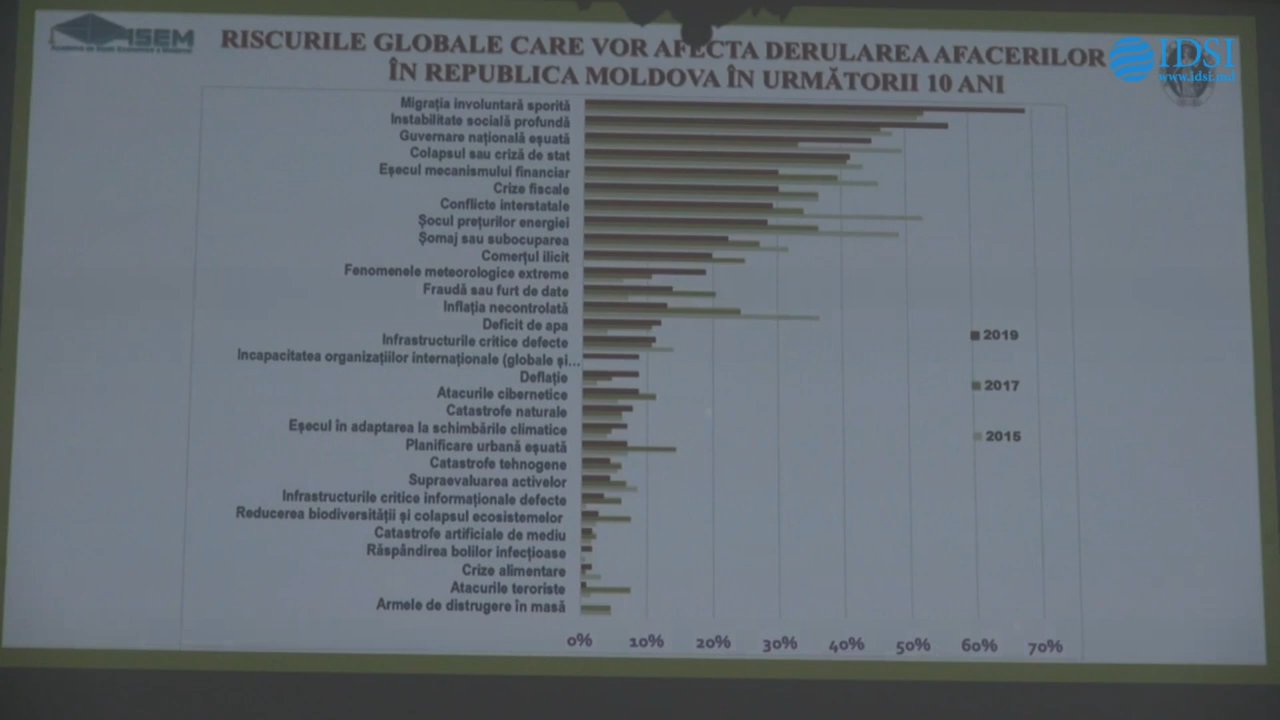 ASEM
RISCURILE GLOBALE CARE VOR AFECTA DERULAREA AFACERILOR
ÎN REPUBLICA MOLDOVA ÎN URMĂTORII 10 ANI
IDSI
www.idsi.md
Migrația involuntară sporită
Instabilitate socială profundă
Guvernare națională eșuată
Colapsul sau criză de stat
Eșecul mecanismului financiar
Crize fiscale
Conflicte interstatale
Șocul prețurilor energiei
Șomaj sau subocuparea
Comerțul ilicit
Fenomenele meteorologice extreme
Fraudă sau furt de date
Inflația necontrolată
Deficit de apa
Infrastructurile critice defecte
Incapacitatea organizațiilor internaționale (globale și...
Deflație
Atacurile cibernetice
Catastrofe naturale
Eșecul în adaptarea la schimbările climatice
Planificare urbană eșuată
Catastrofe tehnogene
Supraevaluarea activelor
Infrastructurile critice informaționale defecte
Reducerea biodiversității și colapsul ecosistemelor
Catastrofe artificiale de mediu
Răspândirea bolilor infecțioase
Crize alimentare
Atacurile teroriste
Armele de distrugere în masă
2019
2017
2015
0% 10% 20% 30% 40% 50% 60% 70%